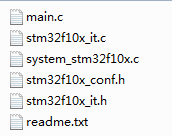 main.c
stm32f10x_it.c
system_stm32f10x.c
stm32f10x_conf.h
stm32f10x_it.h
readme.txt